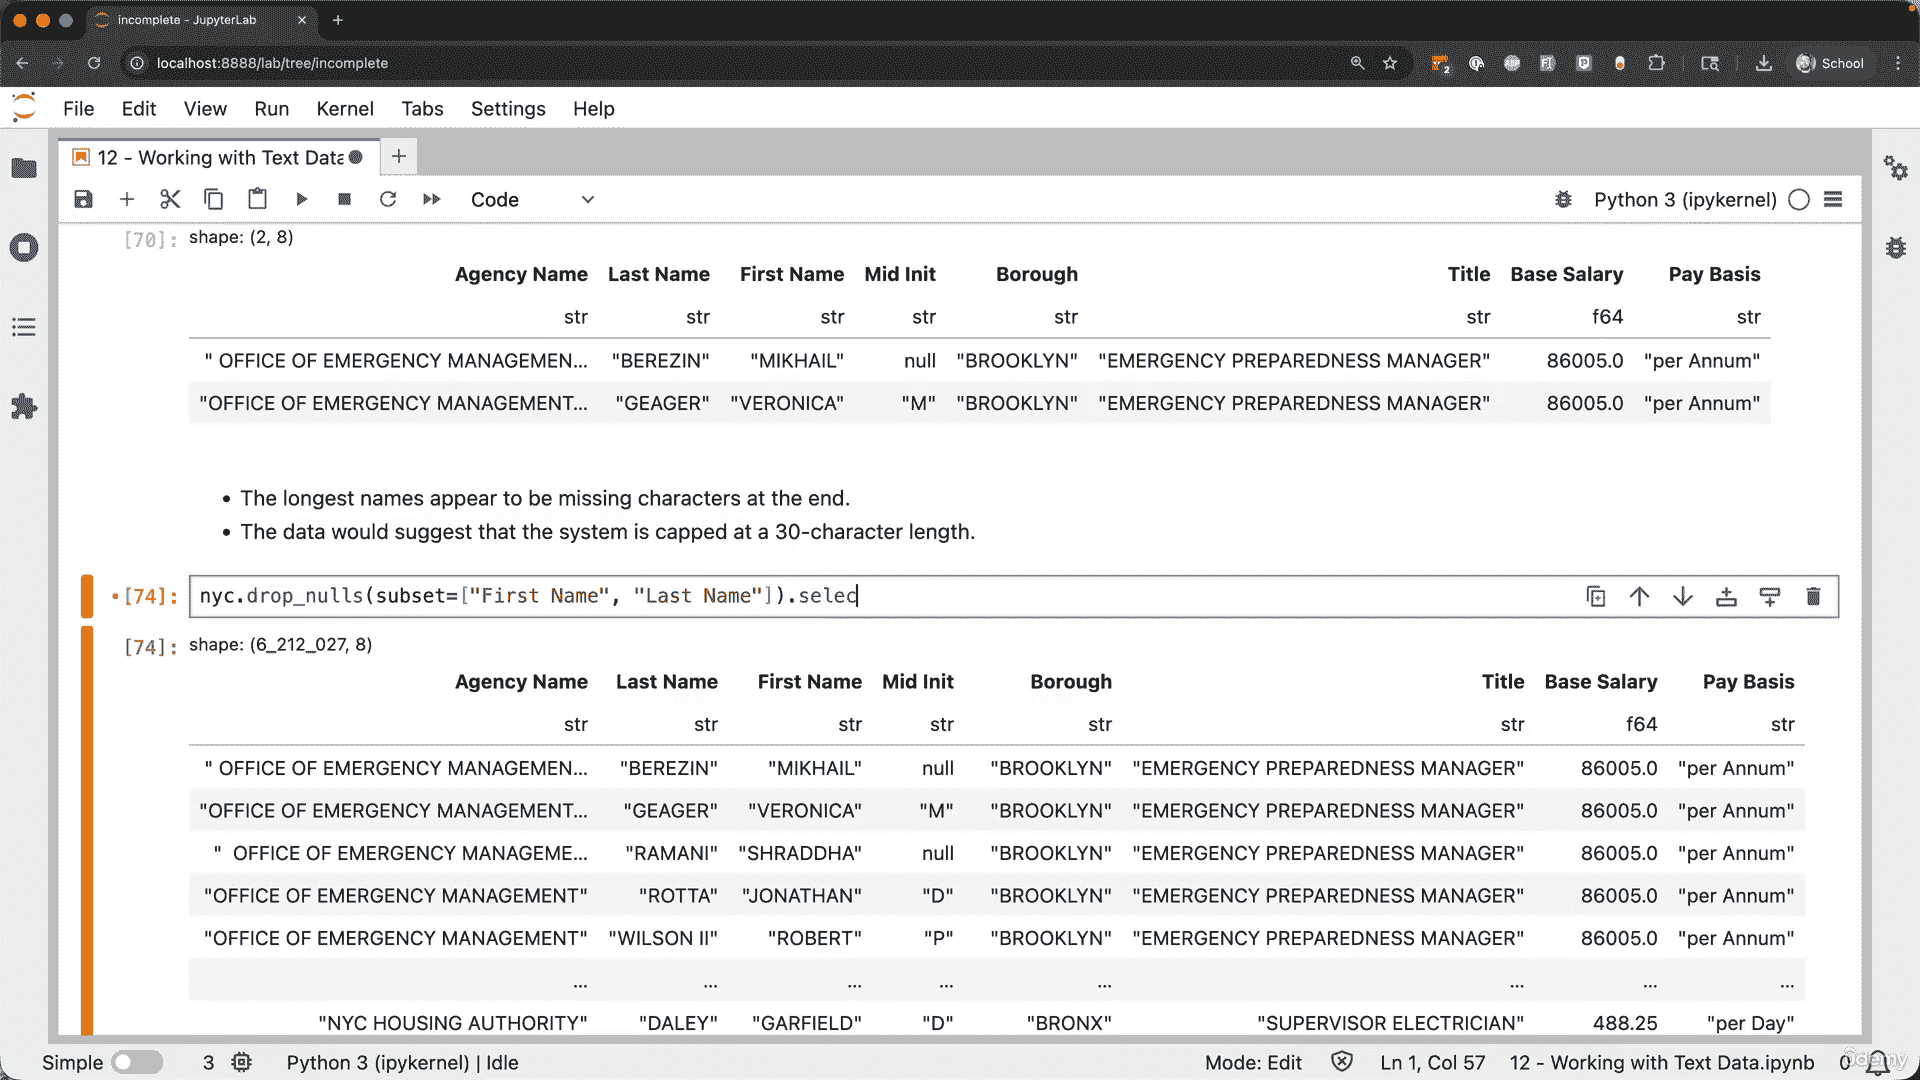 incomplete - JupyterLab
localhost:8888/lab/tree/incomplete
2
ABP
School
File Edit View Run Kernel Tabs Settings Help
12 - Working with Text Data
Code
Python 3 (ipykernel)
[70]: shape: (2, 8)
Agency Name Last Name First Name Mid Init Borough Title Base Salary Pay Basis
str str str str str str f64 str
" OFFICE OF EMERGENCY MANAGEMEN… "BEREZIN" "MIKHAIL" null "BROOKLYN" "EMERGENCY PREPAREDNESS MANAGER" 86005.0 "per Annum"
"OFFICE OF EMERGENCY MANAGEMENT… "GEAGER" "VERONICA" "M" "BROOKLYN" "EMERGENCY PREPAREDNESS MANAGER" 86005.0 "per Annum"
• The longest names appear to be missing characters at the end.
• The data would suggest that the system is capped at a 30-character length.
[74]: nyc.drop_nulls(subset=["First Name", "Last Name"]).selec
[74]: shape: (6_212_027, 8)
Agency Name Last Name First Name Mid Init Borough Title Base Salary Pay Basis
str str str str str str f64 str
" OFFICE OF EMERGENCY MANAGEMEN… "BEREZIN" "MIKHAIL" null "BROOKLYN" "EMERGENCY PREPAREDNESS MANAGER" 86005.0 "per Annum"
"OFFICE OF EMERGENCY MANAGEMENT… "GEAGER" "VERONICA" "M" "BROOKLYN" "EMERGENCY PREPAREDNESS MANAGER" 86005.0 "per Annum"
"  OFFICE OF EMERGENCY MANAGEME… "RAMANI" "SHRADDHA" null "BROOKLYN" "EMERGENCY PREPAREDNESS MANAGER" 86005.0 "per Annum"
"OFFICE OF EMERGENCY MANAGEMENT" "ROTTA" "JONATHAN" "D" "BROOKLYN" "EMERGENCY PREPAREDNESS MANAGER" 86005.0 "per Annum"
"OFFICE OF EMERGENCY MANAGEMENT" "WILSON II" "ROBERT" "P" "BROOKLYN" "EMERGENCY PREPAREDNESS MANAGER" 86005.0 "per Annum"
… … … … … … … …
"NYC HOUSING AUTHORITY" "DALEY" "GARFIELD" "D" "BRONX" "SUPERVISOR ELECTRICIAN" 488.25 "per Day"
Simple 3 Python 3 (ipykernel) | Idle Mode: Edit Ln 1, Col 57 12 - Working with Text Data.ipynb 0
Udemy